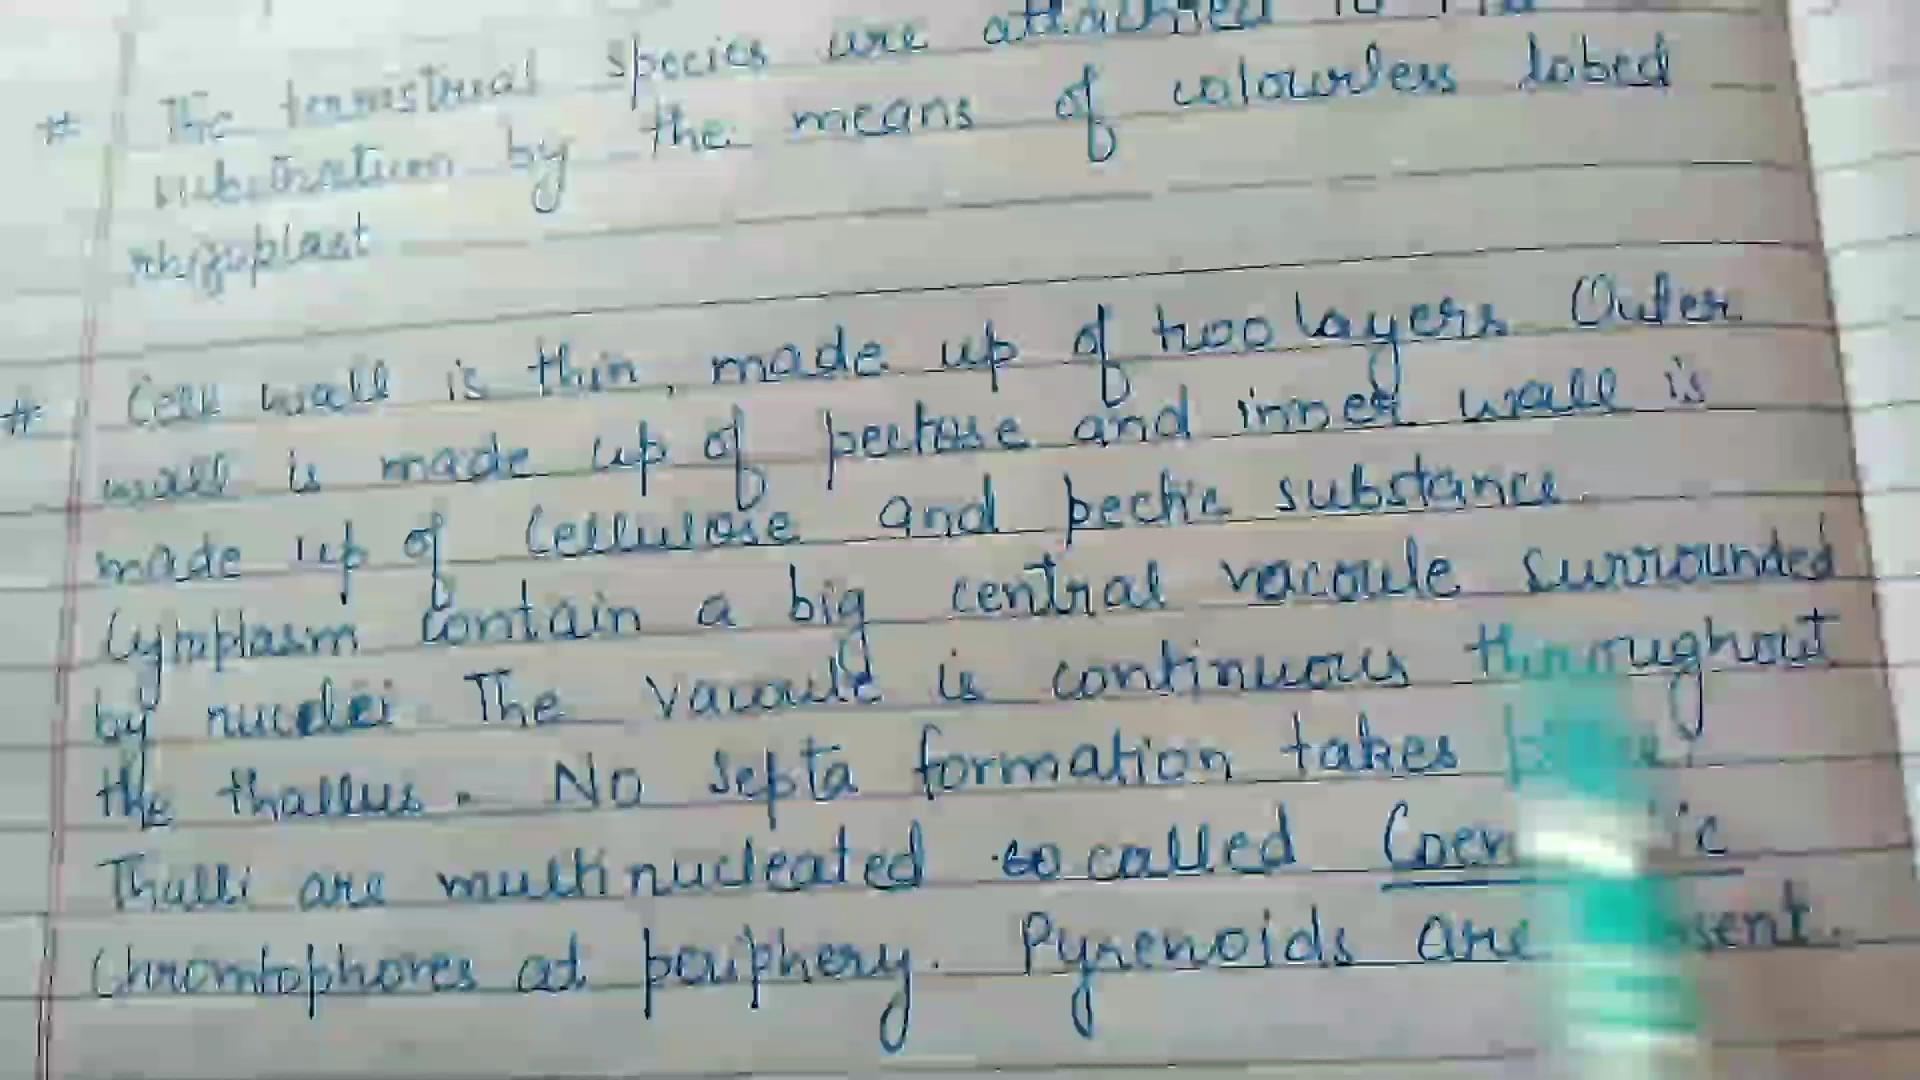 # The terrestrial species are attached to the
substratum by the means of colourless lobed
rhizoplast
# Cell wall is thin, made up of two layers Outer
wall is made up of pectose and inner wall is
made up of Cellulose and pectic substance.
Cytoplasm Contain a big central vacoule surrounded
by nuclei The vacoule is continuous throughout
the thallus. No septa formation takes
Thalli are multinucleated so called
Chromtophores at periphery. Pyrenoids are